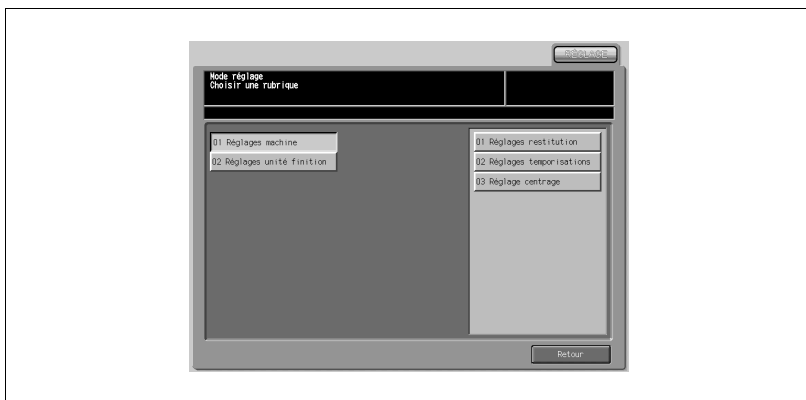 RÉGLAGE
Mode réglage
Choisir une rubrique
01 Réglages machine
02 Réglages unité finition
01 Réglages restitution
02 Réglages temporisations
03 Réglage centrage
Retour